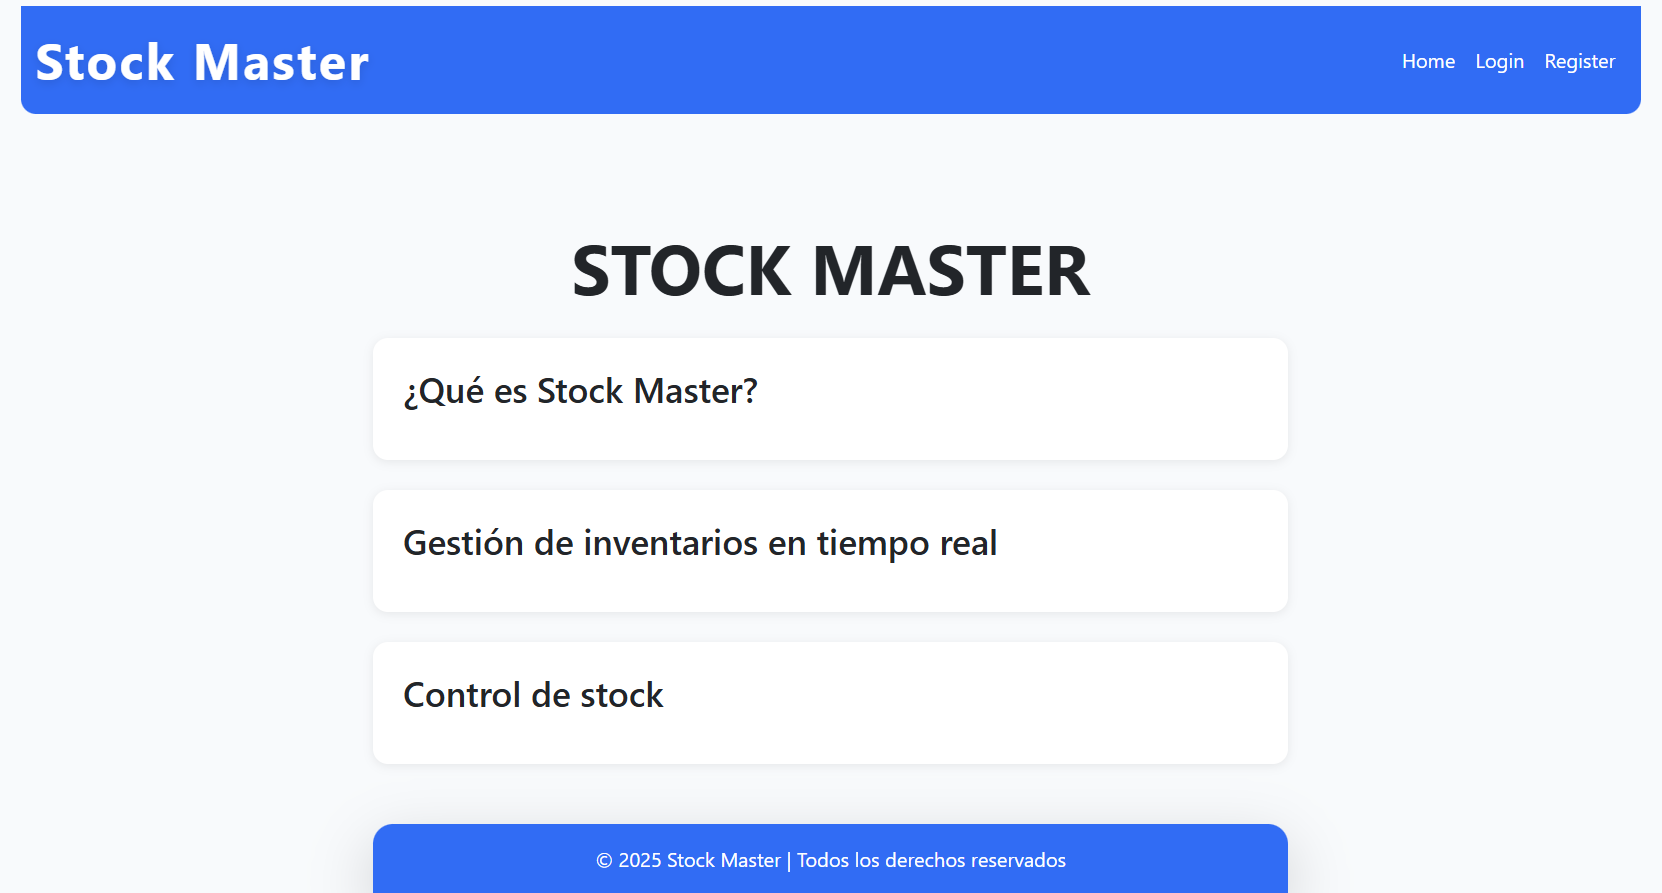 Stock Master
Home Login Register
STOCK MASTER
¿Qué es Stock Master?
Gestión de inventarios en tiempo real
Control de stock
© 2025 Stock Master | Todos los derechos reservados